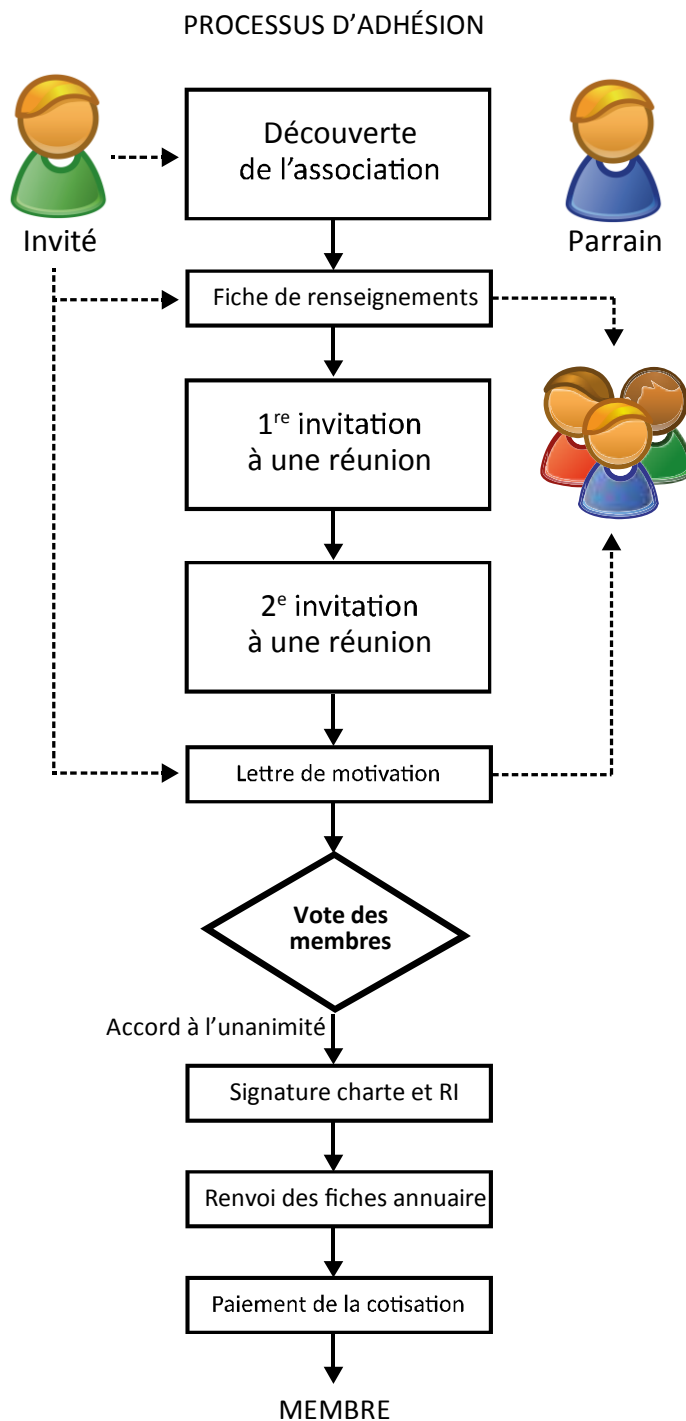 PROCESSUS D’ADHÉSION
Découverte
de l’association
Invité
Parrain
Fiche de renseignements
1re invitation
à une réunion
2e invitation
à une réunion
Lettre de motivation
Vote des
membres
Accord à l’unanimité
Signature charte et RI
Renvoi des fiches annuaire
Paiement de la cotisation
MEMBRE